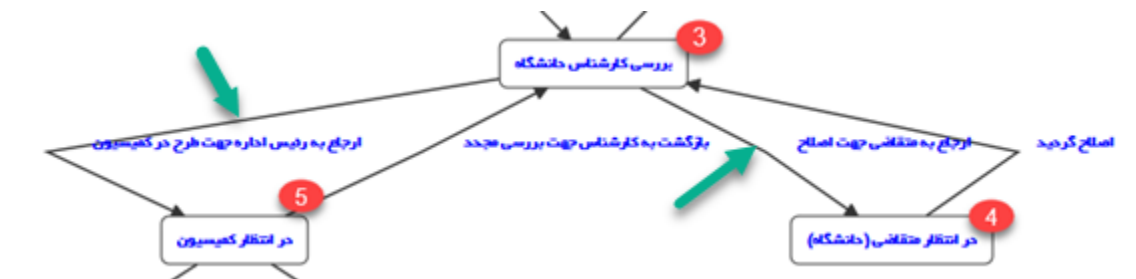 3
بررسی کارشناس دانشگاه
اصلاح گردید
ارجاع به متقاضی جهت اصلاح
بازگشت به کارشناس جهت بررسی مجدد
ارجاع به رئیس اداره جهت طرح در کمیسیون
5
در انتظار کمیسیون
4
در انتظار متقاضی (دانشگاه)